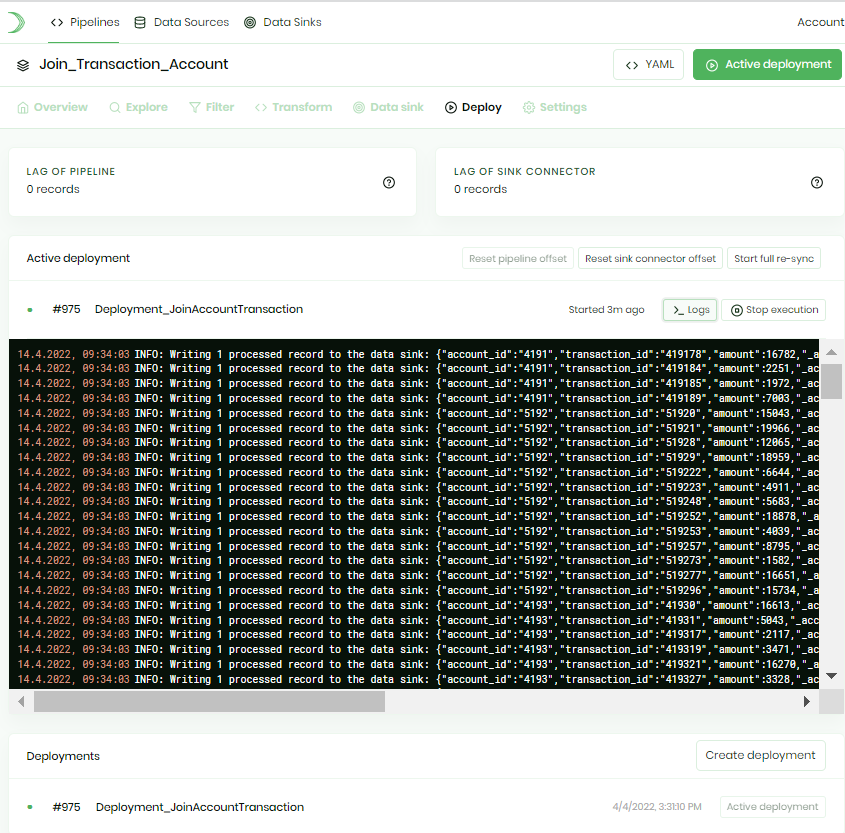 Pipelines Data Sources Data Sinks Account
Join_Transaction_Account YAML Active deployment
Overview Explore Filter Transform Data sink Deploy Settings
LAG OF PIPELINE
0 records
LAG OF SINK CONNECTOR
0 records
Active deployment Reset pipeline offset Reset sink connector offset Start full re-sync
#975 Deployment_JoinAccountTransaction Started 3m ago Logs Stop execution
14.4.2022, 09:34:03 INFO: Writing 1 processed record to the data sink: {"account_id":"4191","transaction_id":"419178","amount":16782,"_a
14.4.2022, 09:34:03 INFO: Writing 1 processed record to the data sink: {"account_id":"4191","transaction_id":"419184","amount":2251,"_ac
14.4.2022, 09:34:03 INFO: Writing 1 processed record to the data sink: {"account_id":"4191","transaction_id":"419185","amount":1972,"_ac
14.4.2022, 09:34:03 INFO: Writing 1 processed record to the data sink: {"account_id":"4191","transaction_id":"419189","amount":7003,"_ac
14.4.2022, 09:34:03 INFO: Writing 1 processed record to the data sink: {"account_id":"5192","transaction_id":"51920","amount":15043,"_ac
14.4.2022, 09:34:03 INFO: Writing 1 processed record to the data sink: {"account_id":"5192","transaction_id":"51921","amount":19966,"_ac
14.4.2022, 09:34:03 INFO: Writing 1 processed record to the data sink: {"account_id":"5192","transaction_id":"51928","amount":12065,"_ac
14.4.2022, 09:34:03 INFO: Writing 1 processed record to the data sink: {"account_id":"5192","transaction_id":"51929","amount":18959,"_ac
14.4.2022, 09:34:03 INFO: Writing 1 processed record to the data sink: {"account_id":"5192","transaction_id":"519222","amount":6644,"_ac
14.4.2022, 09:34:03 INFO: Writing 1 processed record to the data sink: {"account_id":"5192","transaction_id":"519223","amount":4911,"_ac
14.4.2022, 09:34:03 INFO: Writing 1 processed record to the data sink: {"account_id":"5192","transaction_id":"519248","amount":5683,"_ac
14.4.2022, 09:34:03 INFO: Writing 1 processed record to the data sink: {"account_id":"5192","transaction_id":"519252","amount":18878,"_a
14.4.2022, 09:34:03 INFO: Writing 1 processed record to the data sink: {"account_id":"5192","transaction_id":"519253","amount":4039,"_ac
14.4.2022, 09:34:03 INFO: Writing 1 processed record to the data sink: {"account_id":"5192","transaction_id":"519257","amount":8795,"_ac
14.4.2022, 09:34:03 INFO: Writing 1 processed record to the data sink: {"account_id":"5192","transaction_id":"519273","amount":1582,"_ac
14.4.2022, 09:34:03 INFO: Writing 1 processed record to the data sink: {"account_id":"5192","transaction_id":"519277","amount":16651,"_a
14.4.2022, 09:34:03 INFO: Writing 1 processed record to the data sink: {"account_id":"5192","transaction_id":"519296","amount":15734,"_a
14.4.2022, 09:34:03 INFO: Writing 1 processed record to the data sink: {"account_id":"4193","transaction_id":"41930","amount":16613,"_ac
14.4.2022, 09:34:03 INFO: Writing 1 processed record to the data sink: {"account_id":"4193","transaction_id":"41931","amount":5043,"_acc
14.4.2022, 09:34:03 INFO: Writing 1 processed record to the data sink: {"account_id":"4193","transaction_id":"419317","amount":2117,"_ac
14.4.2022, 09:34:03 INFO: Writing 1 processed record to the data sink: {"account_id":"4193","transaction_id":"419319","amount":3471,"_ac
14.4.2022, 09:34:03 INFO: Writing 1 processed record to the data sink: {"account_id":"4193","transaction_id":"419321","amount":16270,"_a
14.4.2022, 09:34:03 INFO: Writing 1 processed record to the data sink: {"account_id":"4193","transaction_id":"419327","amount":3328,"_ac
Deployments Create deployment
#975 Deployment_JoinAccountTransaction 4/4/2022, 3:31:10 PM Active deployment